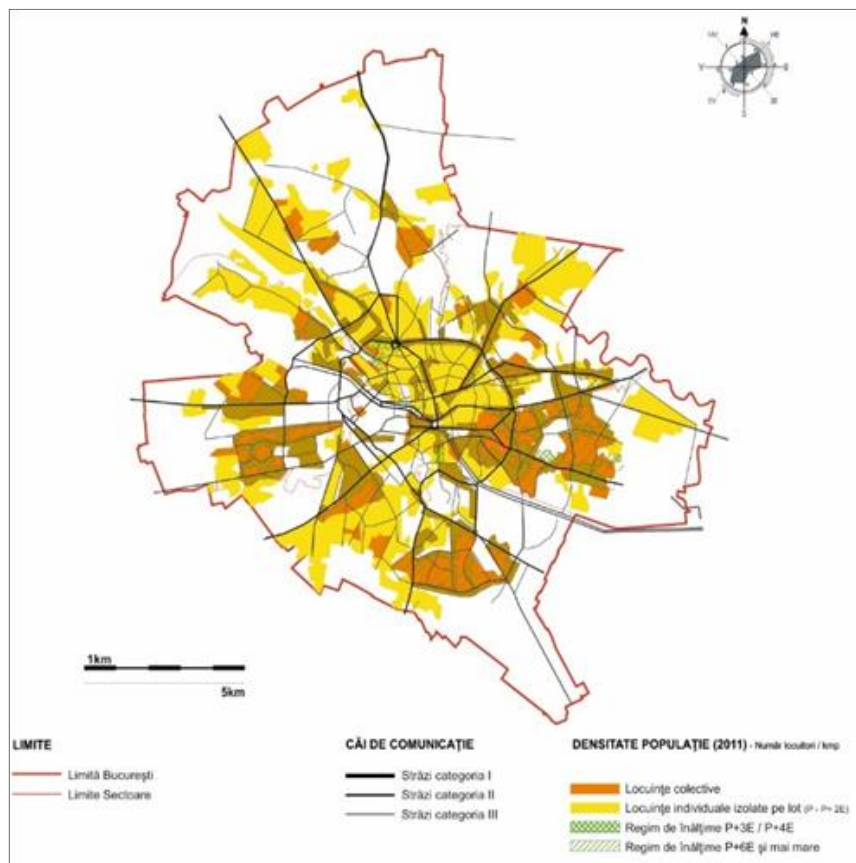 N
S
1km
5km
LIMITE
Limită București
Limite Sectoare
CĂI DE COMUNICAȚIE
Străzi categoria I
Străzi categoria II
Străzi categoria III
DENSITATE POPULAȚIE (2011) - Număr locuitori / kmp
Locuințe colective
Locuințe individuale izolate pe lot (P - P+ 2E)
Regim de înălțime P+3E / P+4E
Regim de înălțime P+6E și mai mare